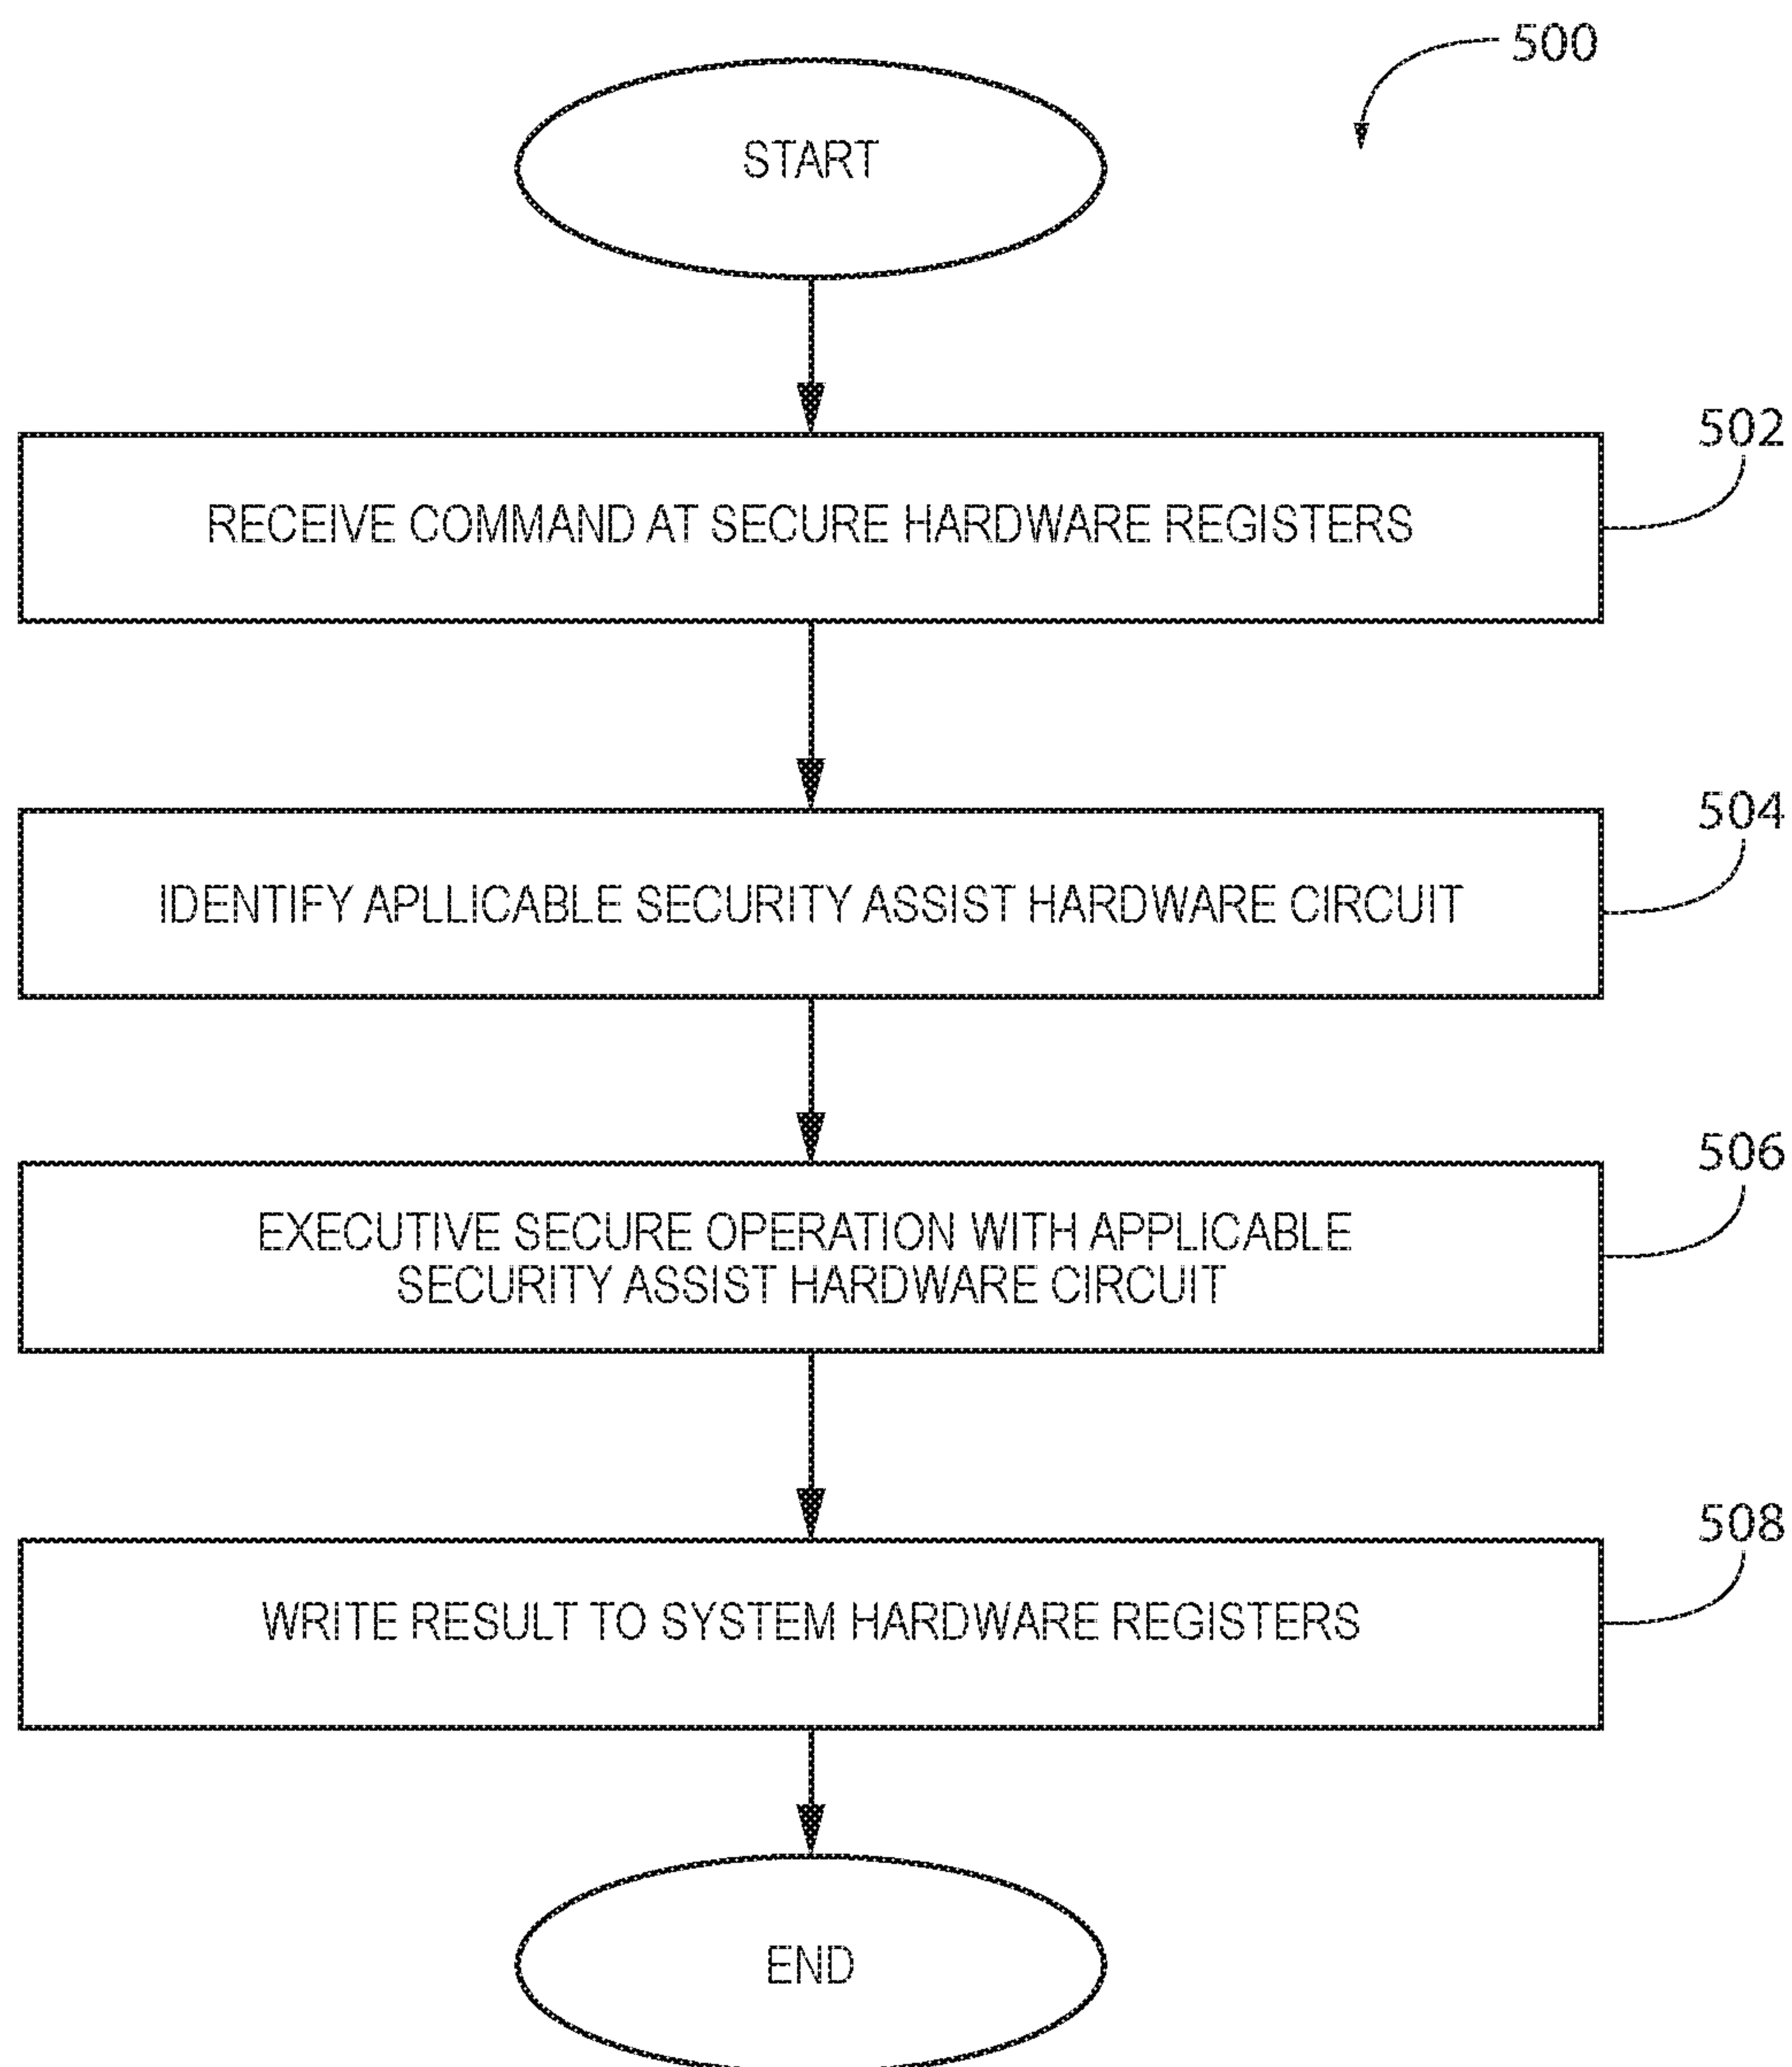 500
START
502
RECEIVE COMMAND AT SECURE HARDWARE REGISTERS
504
IDENTIFY APLLICABLE SECURITY ASSIST HARDWARE CIRCUIT
506
EXECUTIVE SECURE OPERATION WITH APPLICABLE
SECURITY ASSIST HARDWARE CIRCUIT
508
WRITE RESULT TO SYSTEM HARDWARE REGISTERS
END